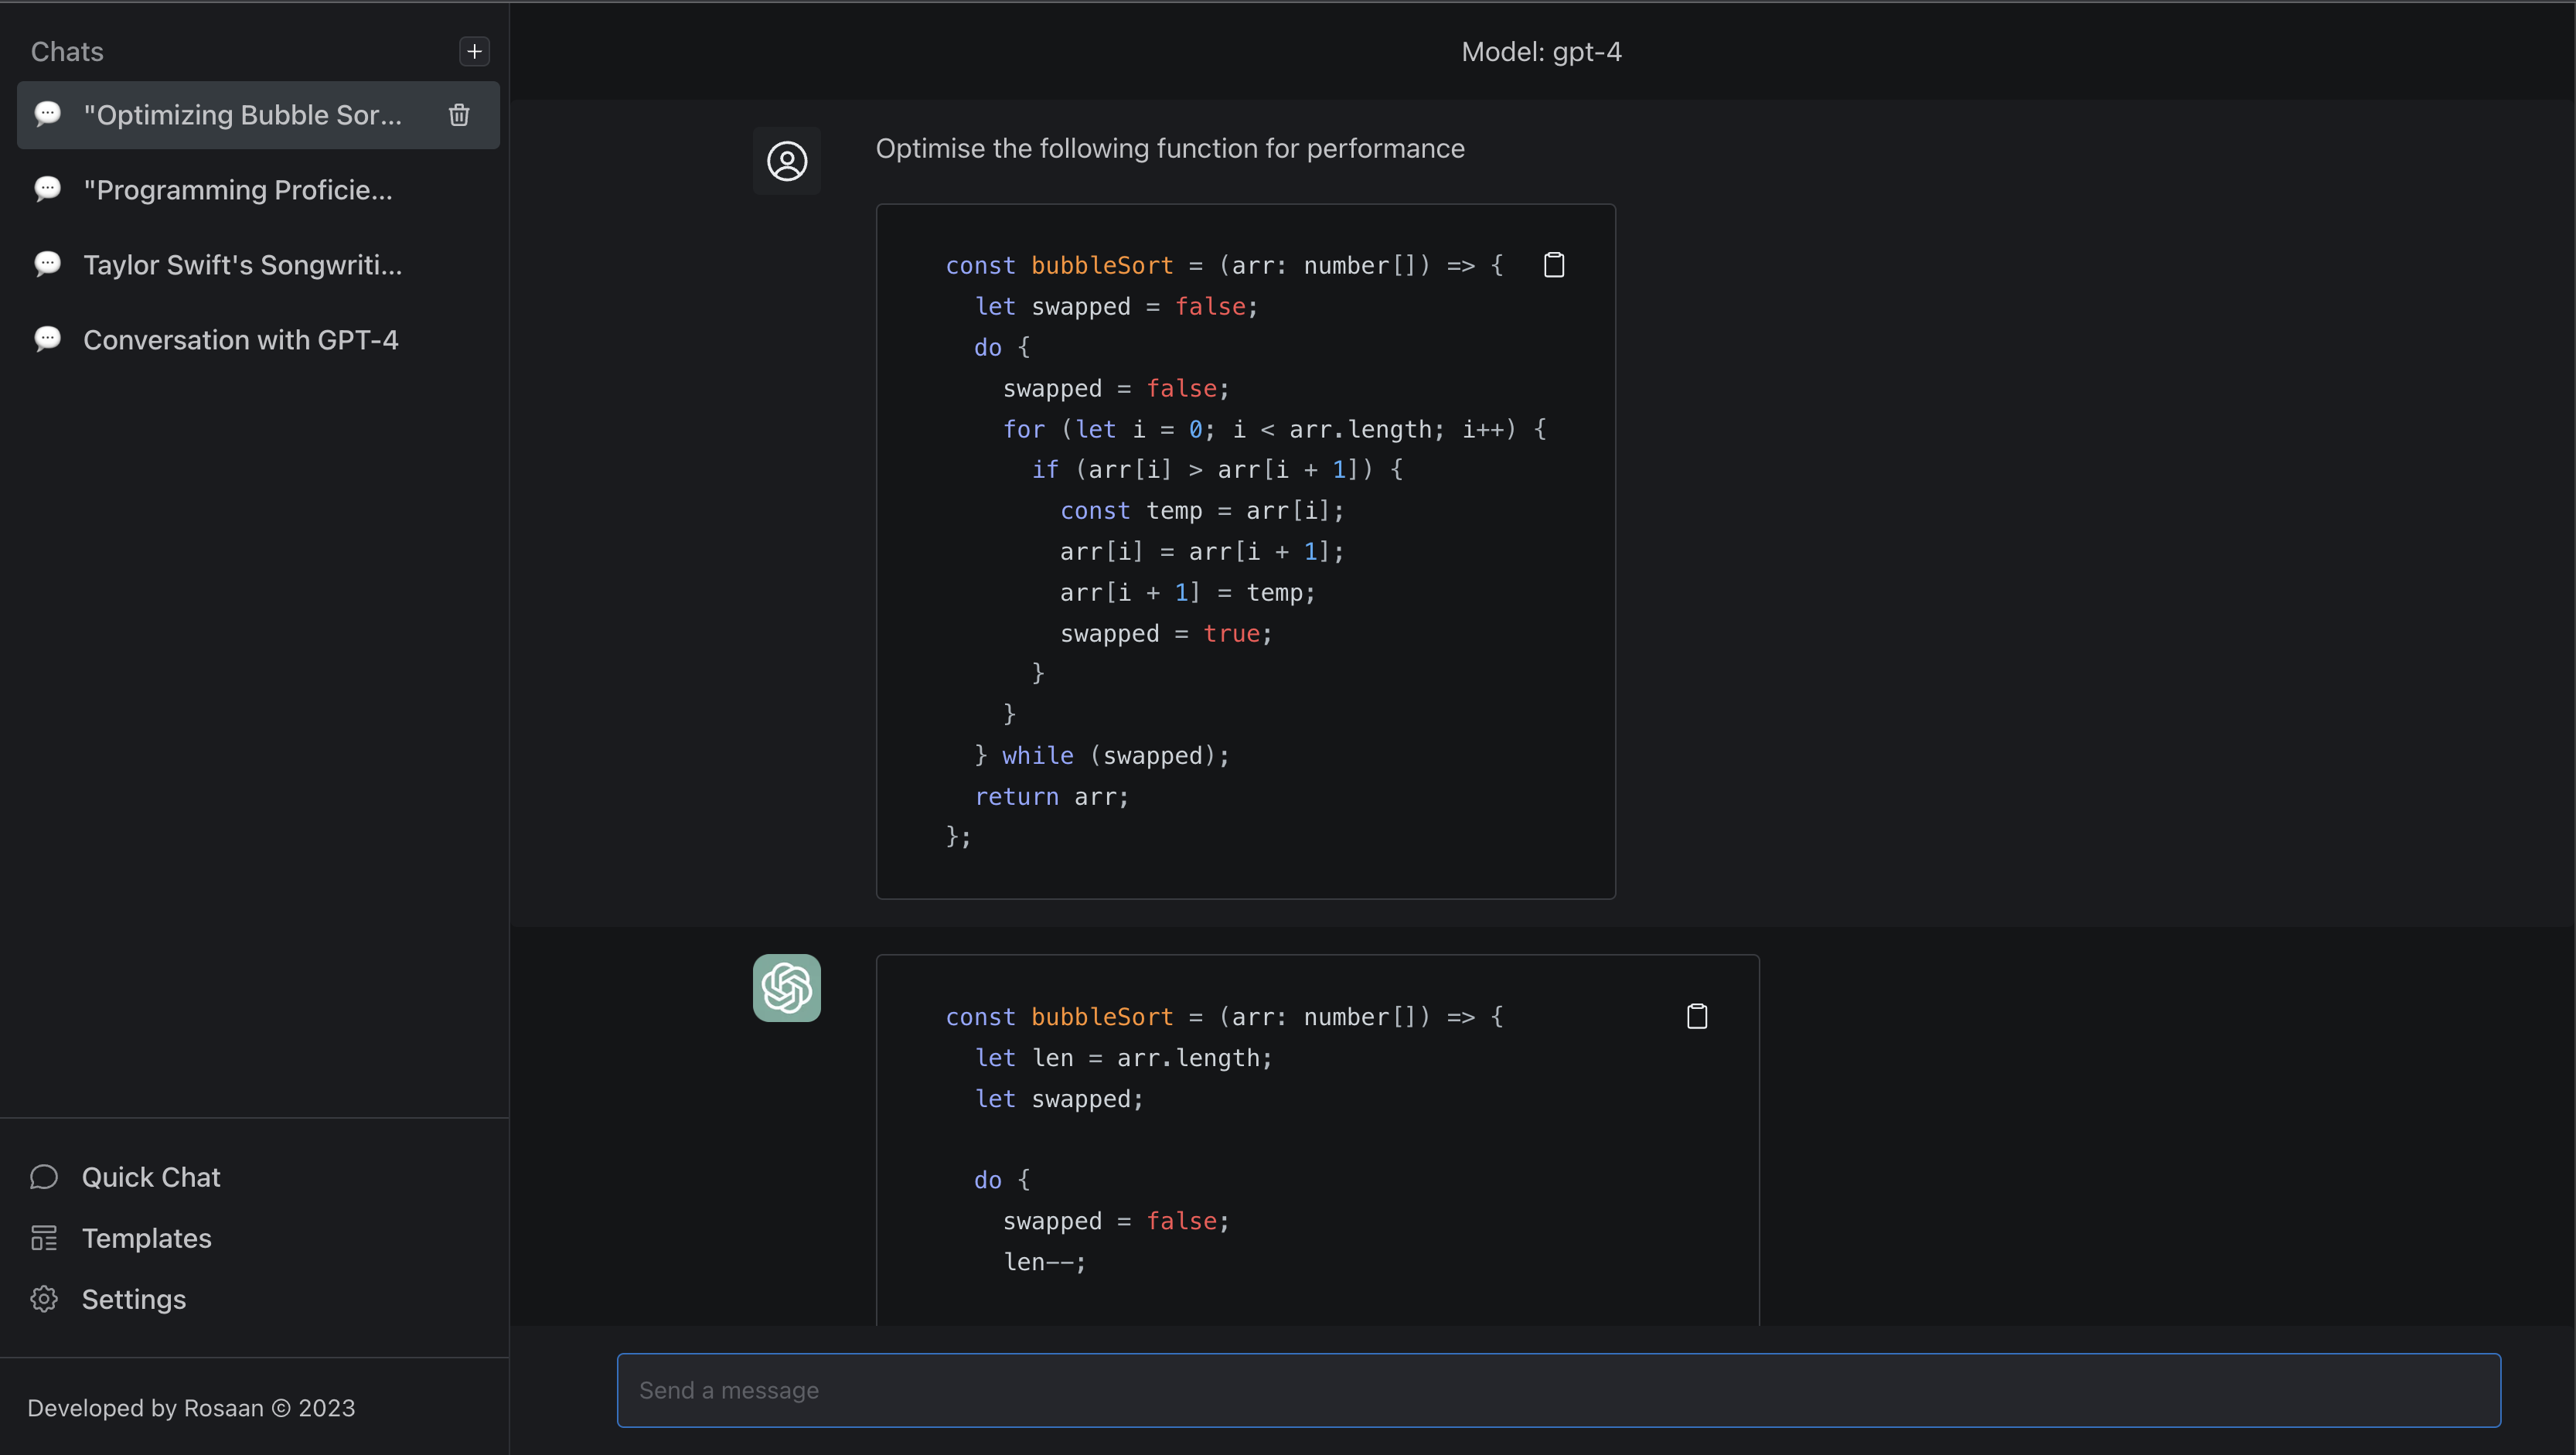 Chats
"Optimizing Bubble Sor...
"Programming Proficie...
Taylor Swift's Songwriti...
Conversation with GPT-4
Quick Chat
Templates
Settings
Developed by Rosaan © 2023
Model: gpt-4
Optimise the following function for performance
const bubbleSort = (arr: number[]) => {
  let swapped = false;
  do {
    swapped = false;
    for (let i = 0; i < arr.length; i++) {
      if (arr[i] > arr[i + 1]) {
        const temp = arr[i];
        arr[i] = arr[i + 1];
        arr[i + 1] = temp;
        swapped = true;
      }
    }
  } while (swapped);
  return arr;
};
const bubbleSort = (arr: number[]) => {
  let len = arr.length;
  let swapped;
  do {
    swapped = false;
    len--;
Send a message